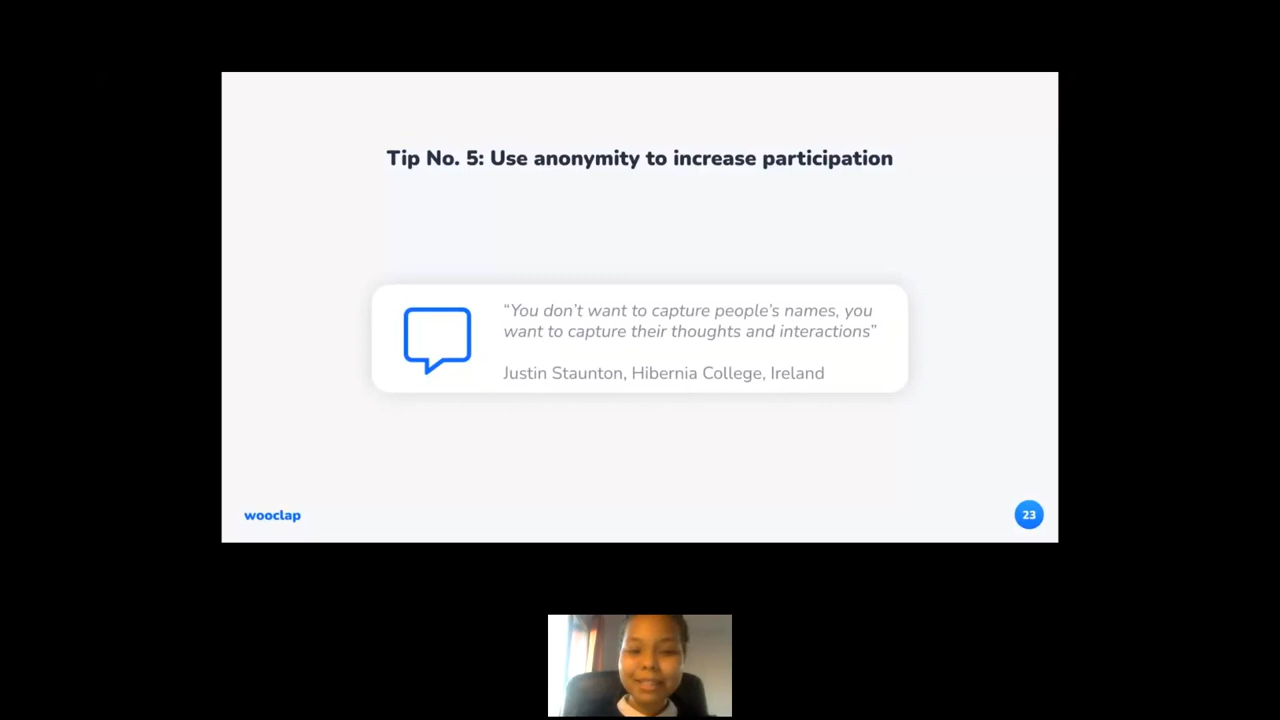 Tip No. 5: Use anonymity to increase participation
“You don’t want to capture people’s names, you
want to capture their thoughts and interactions”
Justin Staunton, Hibernia College, Ireland
wooclap
23